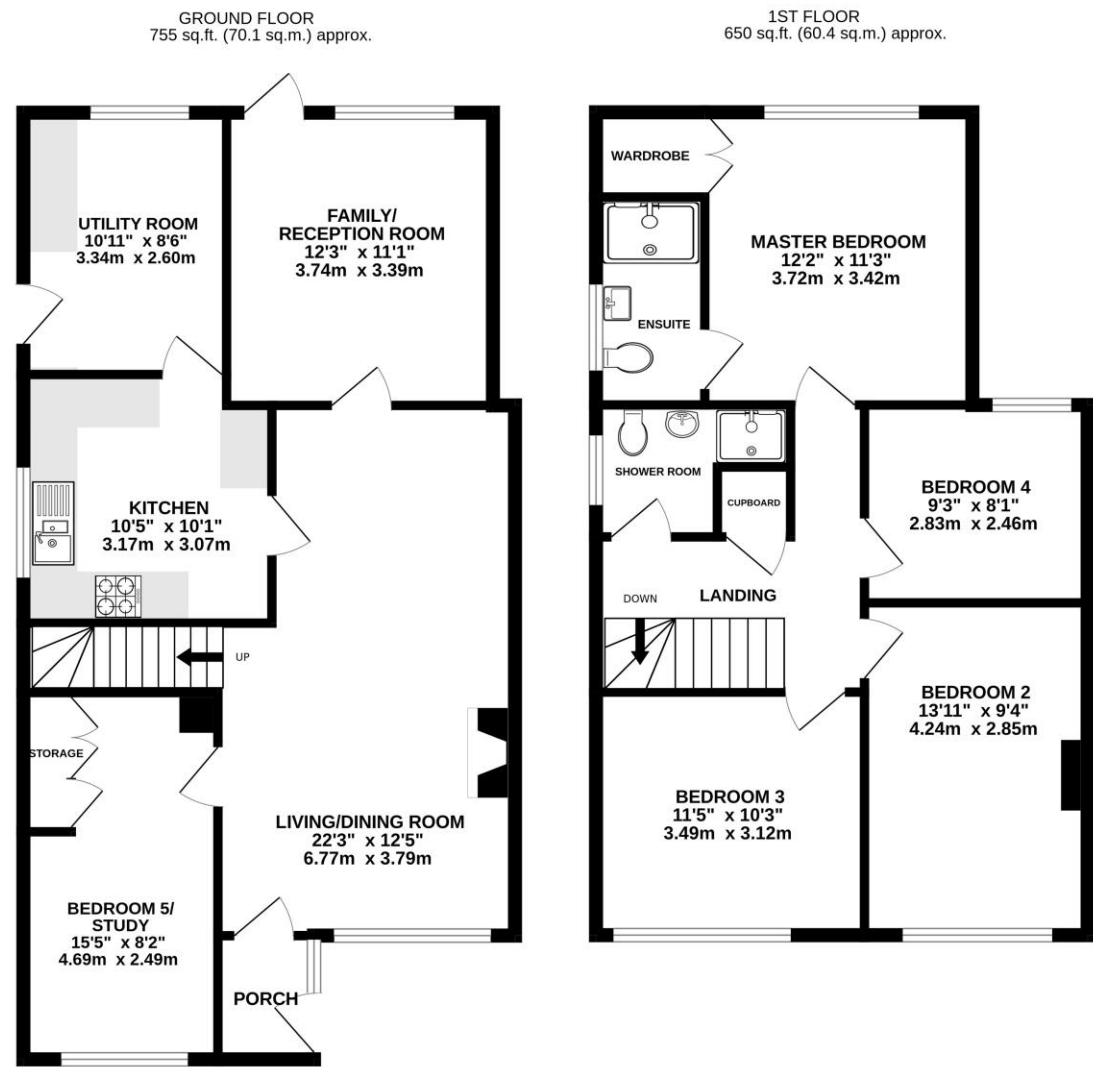 GROUND FLOOR
755 sq.ft. (70.1 sq.m.) approx.
UTILITY ROOM
10'11" x 8'6"
3.34m x 2.60m
FAMILY/
RECEPTION ROOM
12'3" x 11'1"
3.74m x 3.39m
KITCHEN
10'5" x 10'1"
3.17m x 3.07m
UP
STORAGE
LIVING/DINING ROOM
22'3" x 12'5"
6.77m x 3.79m
BEDROOM 5/
STUDY
15'5" x 8'2"
4.69m x 2.49m
PORCH
1ST FLOOR
650 sq.ft. (60.4 sq.m.) approx.
WARDROBE
MASTER BEDROOM
12'2" x 11'3"
3.72m x 3.42m
ENSUITE
SHOWER ROOM
CUPBOARD
BEDROOM 4
9'3" x 8'1"
2.83m x 2.46m
DOWN
LANDING
BEDROOM 2
13'11" x 9'4"
4.24m x 2.85m
BEDROOM 3
11'5" x 10'3"
3.49m x 3.12m